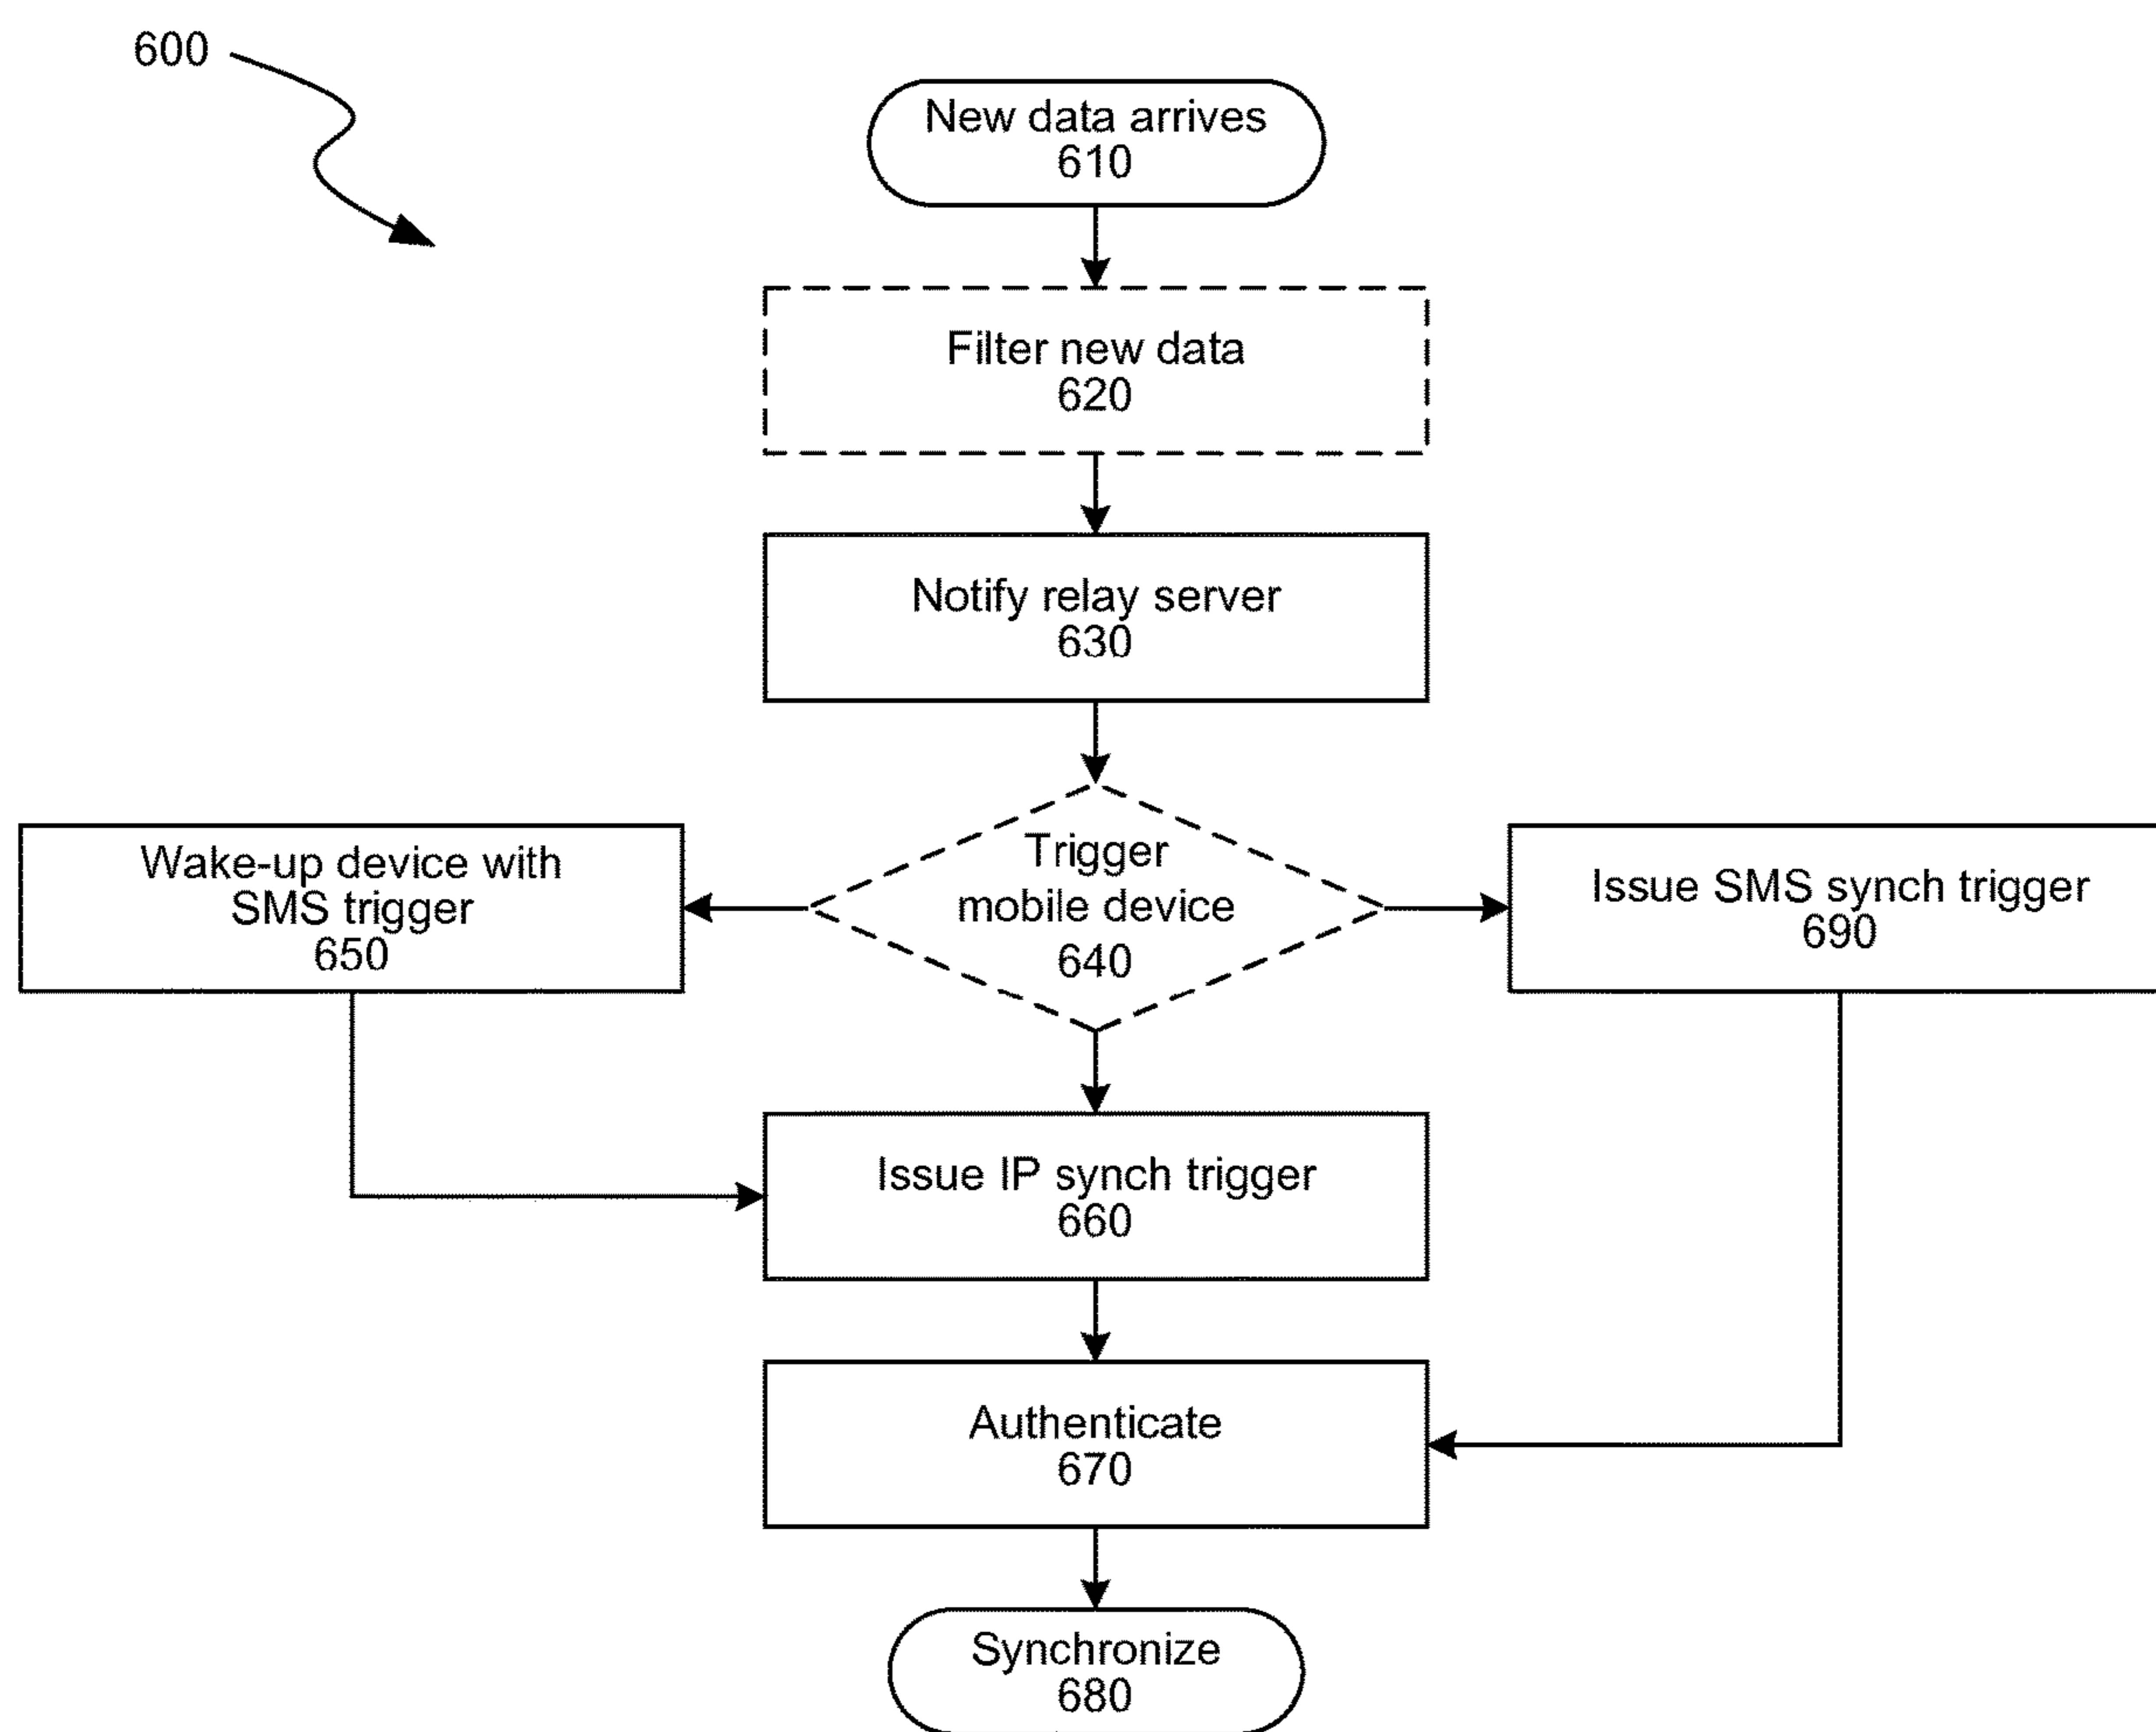 600
New data arrives
610
Filter new data
620
Notify relay server
630
Trigger
mobile device
640
Wake-up device with
SMS trigger
650
Issue SMS synch trigger
690
Issue IP synch trigger
660
Authenticate
670
Synchronize
680